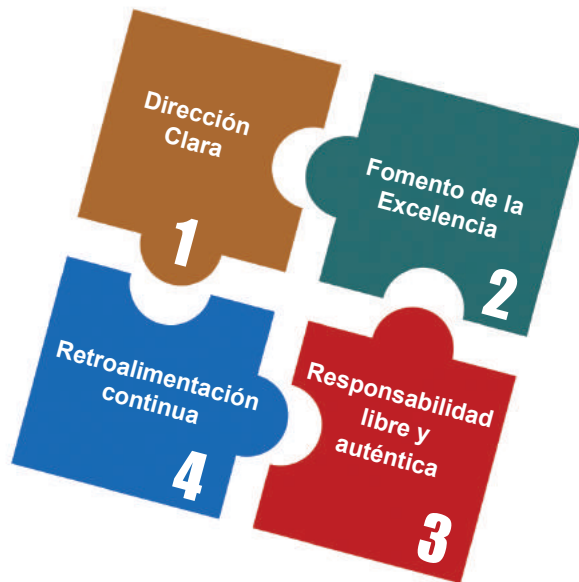 Dirección
Clara
1
Fomento de la
Excelencia
2
Responsabilidad
libre y
auténtica
3
Retroalimentación
continua
4